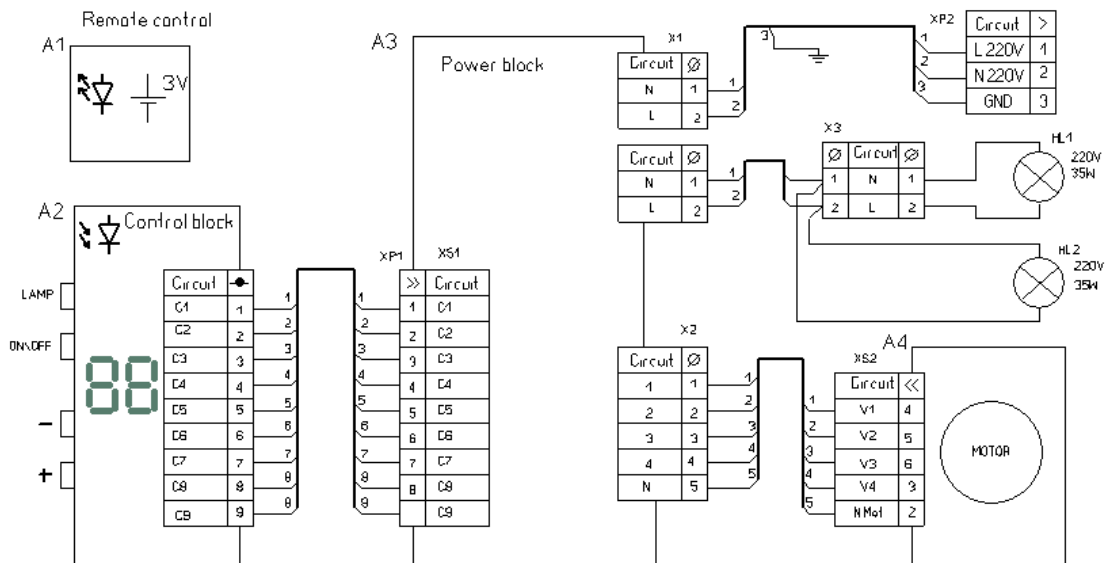 Remote control
A1
3V
A3
Power block
X1
Circuit Ø
N 1
L 2
1
2
3
XP2
1
2
3
Circuit >
L 220V 1
N 220V 2
GND 3
Circuit Ø
N 1
L 2
1
2
X3
Ø Circuit Ø
1 N 1
2 L 2
HL1
220V
35W
HL2
220V
35W
A2
Control block
LAMP
ON\OFF
-
+
88
Circuit
C1 1
C2 2
C3 3
C4 4
C5 5
C6 6
C7 7
C8 8
C9 9
1
2
3
4
5
6
7
8
8
XP1
XS1
1
2
3
4
5
6
7
8
8
>> Circuit
1 C1
2 C2
3 C3
4 C4
5 C5
6 C6
7 C7
8 C8
C9
X2
Circuit Ø
1 1
2 2
3 3
4 4
N 5
1
2
3
4
5
1
2
3
4
5
XS2
A4
Circuit <<
V1 4
V2 5
V3 6
V4 3
NMot 2
MOTOR